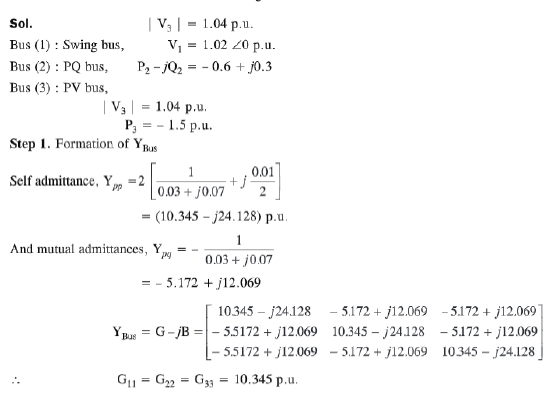 Sol. | V3 | = 1.04 p.u.
Bus (1) : Swing bus, V1 = 1.02 ∠0 p.u.
Bus (2) : PQ bus, P2 – jQ2 = – 0.6 + j0.3
Bus (3) : PV bus,
| V3 | = 1.04 p.u.
P3 = – 1.5 p.u.
Step 1. Formation of YBus
Self admittance, Ypp = 2 [ 1 / (0.03 + j0.07) + j 0.01 / 2 ]
= (10.345 – j24.128) p.u.
And mutual admittances, Ypq = – 1 / (0.03 + j0.07)
= – 5.172 + j12.069
YBus = G – jB = [ 10.345 – j24.128 – 5.172 + j12.069 – 5.172 + j12.069
– 5.5172 + j12.069 10.345 – j24.128 – 5.172 + j12.069
– 5.5172 + j12.069 – 5.172 + j12.069 10.345 – j24.128 ]
∴ G11 = G22 = G33 = 10.345 p.u.